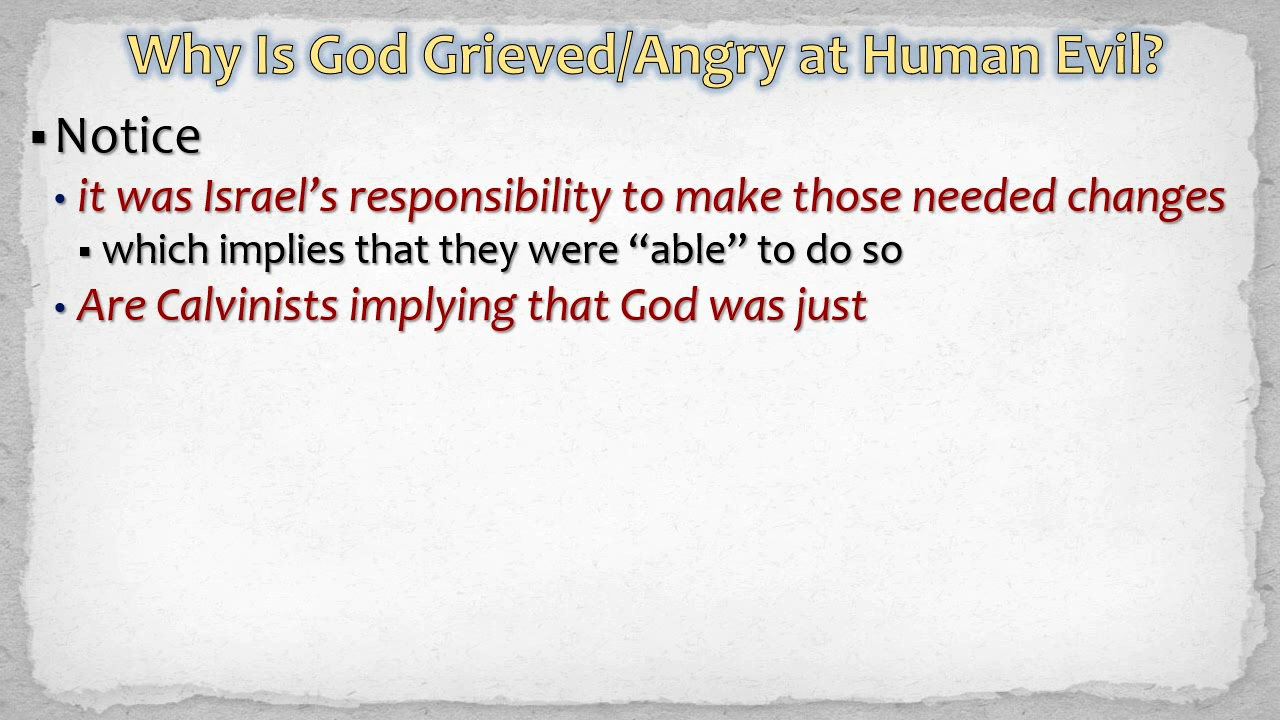 Why Is God Grieved/Angry at Human Evil?
▪ Notice
• it was Israel’s responsibility to make those needed changes
▪ which implies that they were “able” to do so
• Are Calvinists implying that God was just